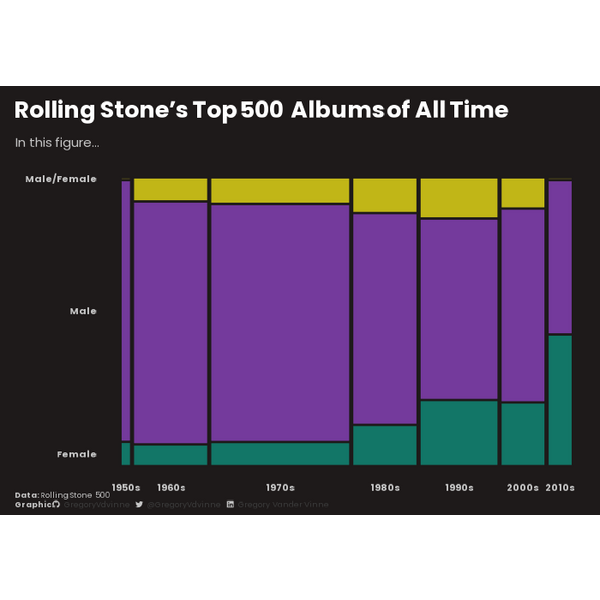 Rolling Stone’s Top 500 Albums of All Time
In this figure...
Male/Female
Male
Female
1950s 1960s 1970s 1980s 1990s 2000s 2010s
Data: Rolling Stone 500
Graphic: GregoryVdvinne @GregoryVdvinne Gregory Vander Vinne